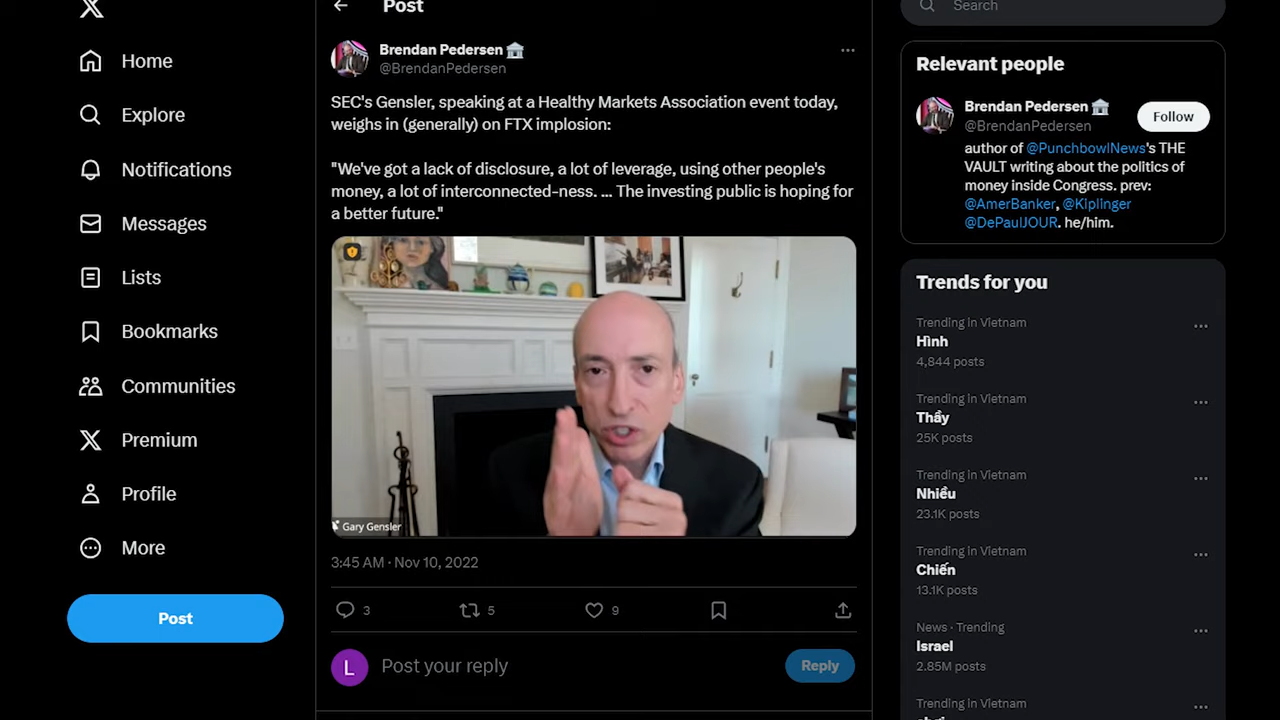 Home
Explore
Notifications
Messages
Lists
Bookmarks
Communities
Premium
Profile
More
Post
Post
Brendan Pedersen
@BrendanPedersen
SEC's Gensler, speaking at a Healthy Markets Association event today,
weighs in (generally) on FTX implosion:
"We've got a lack of disclosure, a lot of leverage, using other people's
money, a lot of interconnected-ness. ... The investing public is hoping for
a better future."
Gary Gensler
3:45 AM · Nov 10, 2022
3 5 9
L Post your reply Reply
Search
Relevant people
Brendan Pedersen
@BrendanPedersen
Follow
author of @PunchbowlNews's THE
VAULT writing about the politics of
money inside Congress. prev:
@AmerBanker, @Kiplinger
@DePaulJOUR. he/him.
Trends for you
Trending in Vietnam
Hình
4,844 posts
Trending in Vietnam
Thầy
25K posts
Trending in Vietnam
Nhiều
23.1K posts
Trending in Vietnam
Chiến
13.1K posts
News · Trending
Israel
2.85M posts
Trending in Vietnam